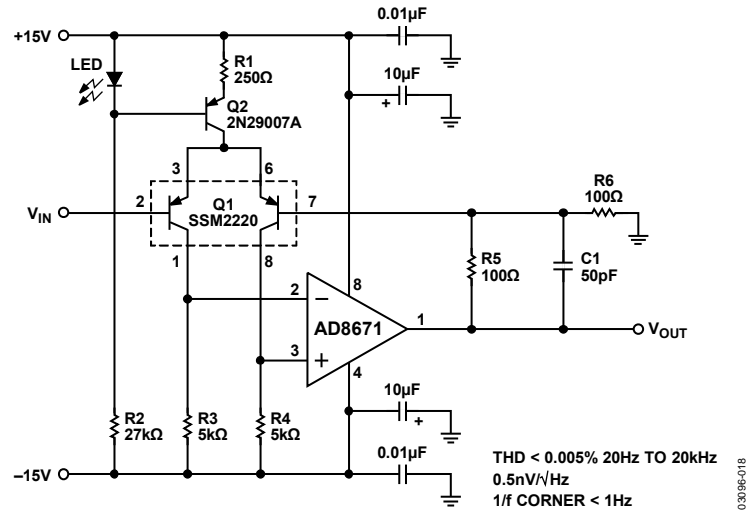 0.01µF
+15V
LED
R1
250Ω
10µF
+
Q2
2N29007A
3
6
R6
100Ω
VIN
2
Q1
SSM2220
7
1
8
R5
100Ω
C1
50pF
2
–
8
AD8671
1
VOUT
3
+
4
10µF
+
R2
27kΩ
R3
5kΩ
R4
5kΩ
0.01µF
–15V
THD < 0.005% 20Hz TO 20kHz
0.5nV/√Hz
1/f CORNER < 1Hz
03096-018